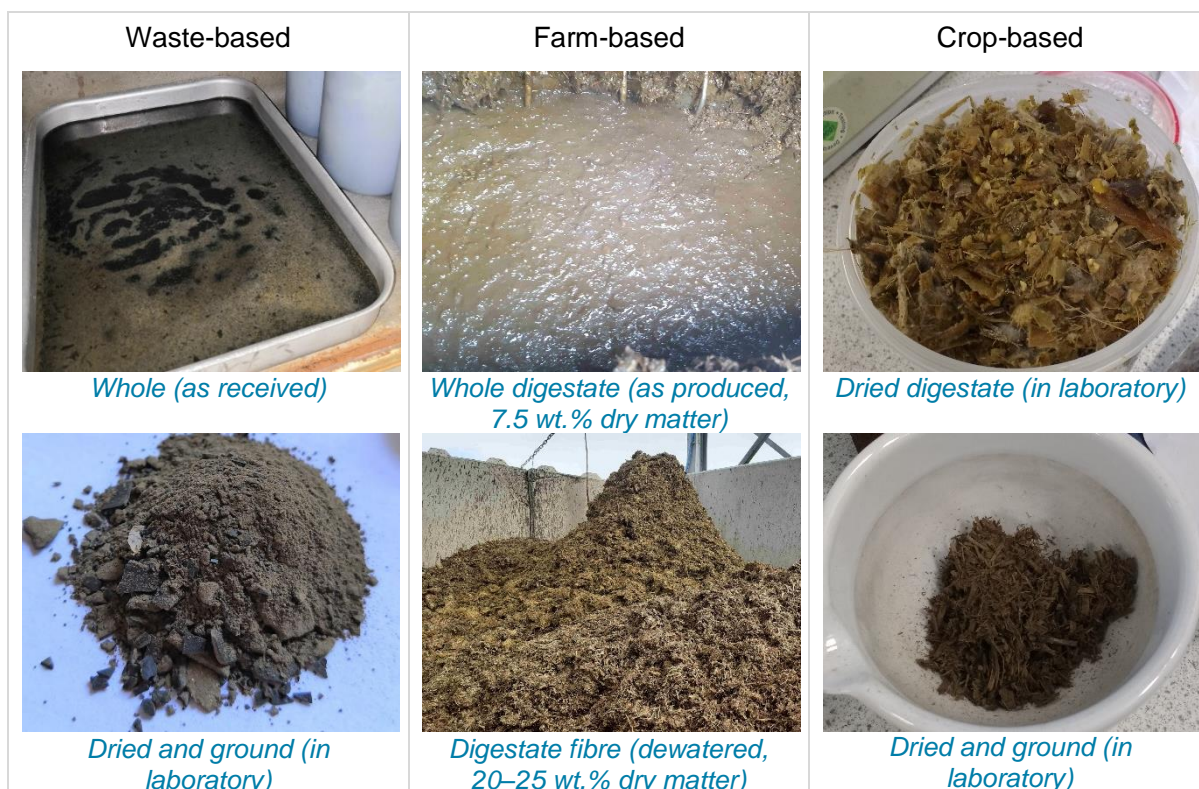 Waste-based
Farm-based
Crop-based
Whole (as received)
Whole digestate (as produced,
7.5 wt.% dry matter)
Dried digestate (in laboratory)
Dried and ground (in
laboratory)
Digestate fibre (dewatered,
20–25 wt.% dry matter)
Dried and ground (in
laboratory)